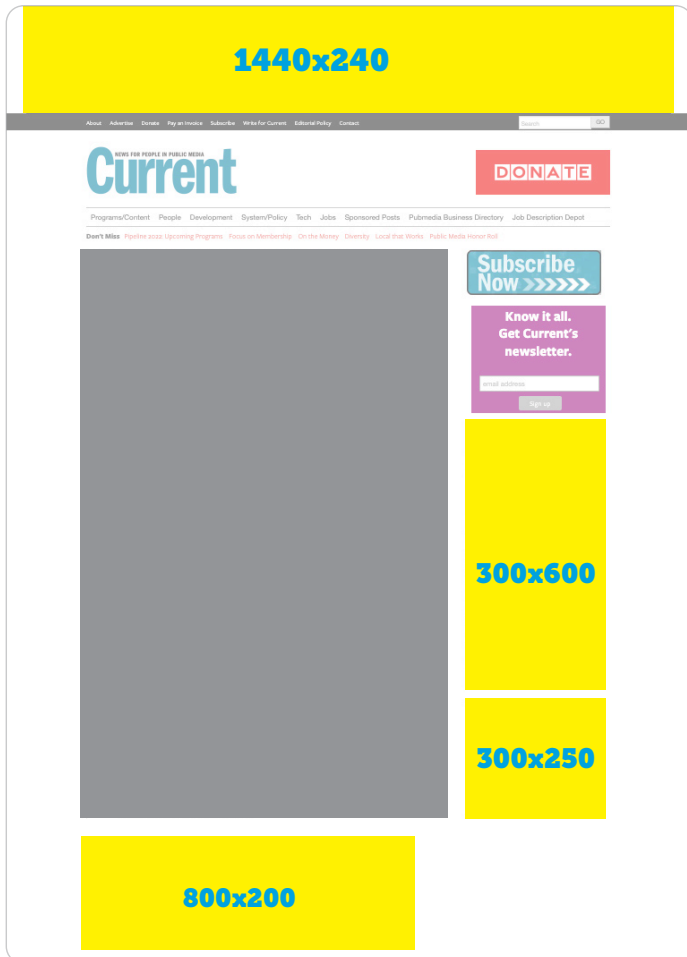 1440x240
About Advertise Donate Pay an Invoice Subscribe Write for Current Editorial Policy Contact
Search GO
NEWS FOR PEOPLE IN PUBLIC MEDIA
Current
DONATE
Programs/Content People Development System/Policy Tech Jobs Sponsored Posts Pubmedia Business Directory Job Description Depot
Don't Miss Pipeline 2022: Upcoming Programs Focus on Membership On the Money Diversity Local that Works Public Media Honor Roll
Subscribe
Now
Know it all.
Get Current's
newsletter.
email address
Sign up
300x600
300x250
800x200